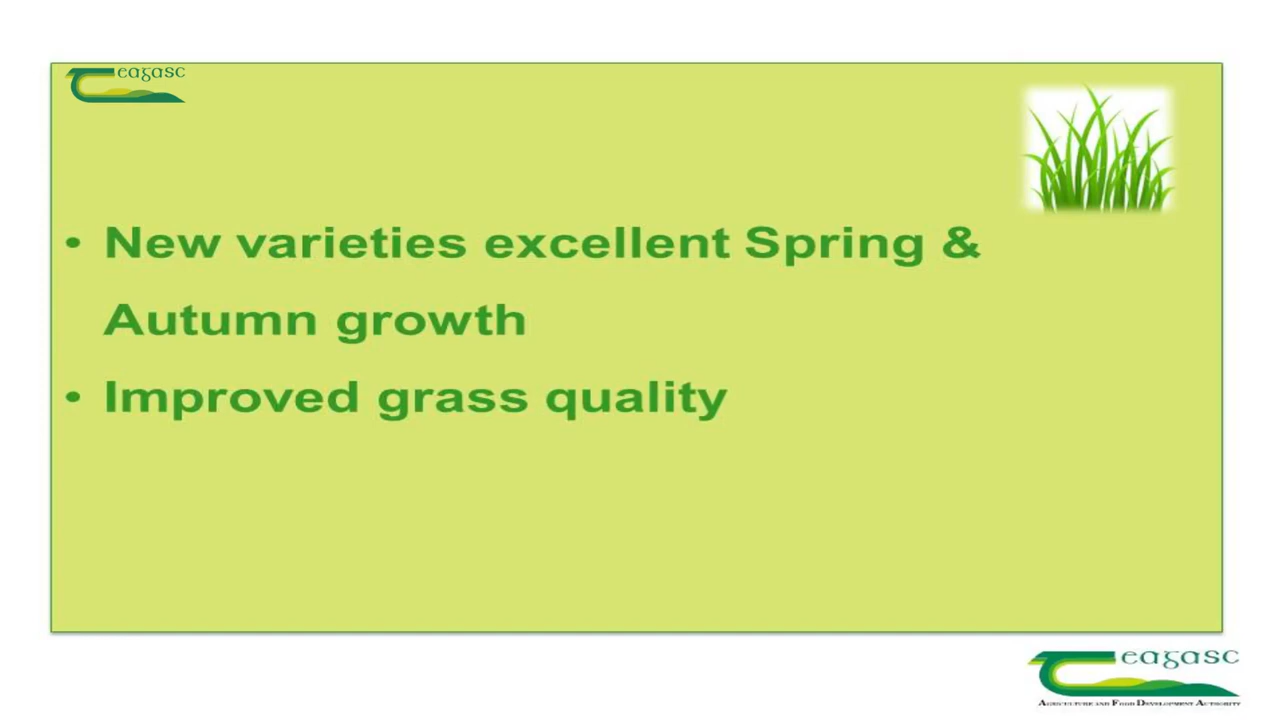 Teagasc
• New varieties excellent Spring &
Autumn growth
• Improved grass quality
Teagasc
AGRICULTURE AND FOOD DEVELOPMENT AUTHORITY